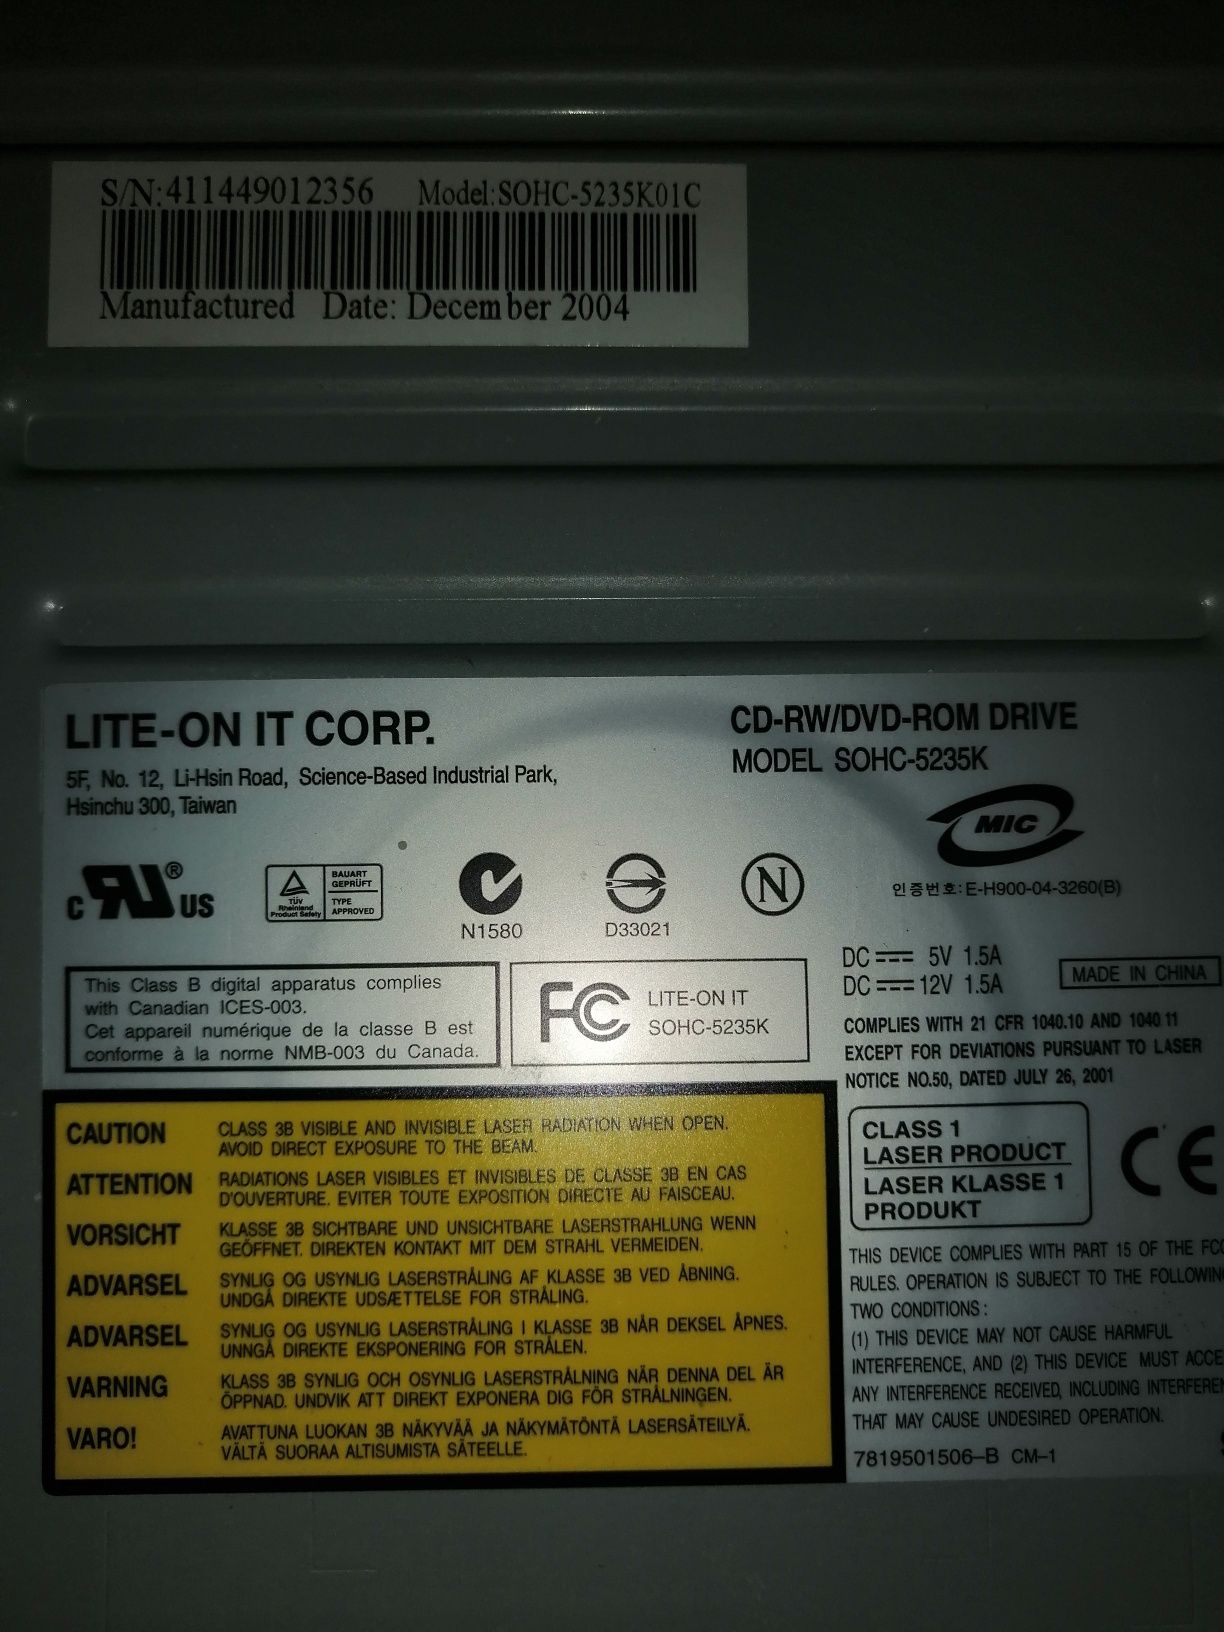 S/N:411449012356 Model:SOHC-5235K01C
Manufactured Date: December 2004
LITE-ON IT CORP.
5F, No. 12, Li-Hsin Road, Science-Based Industrial Park,
Hsinchu 300, Taiwan
CD-RW/DVD-ROM DRIVE
MODEL SOHC-5235K
MIC
인증번호:E-H900-04-3260(B)
c RU ® US
TÜV
Rheinland
Product Safety
BAUART
GEPRÜFT
TYPE
APPROVED
N1580
D33021
N
DC 5V 1.5A
DC 12V 1.5A
MADE IN CHINA
This Class B digital apparatus complies
with Canadian ICES-003.
Cet appareil numérique de la classe B est
conforme à la norme NMB-003 du Canada.
FC LITE-ON IT
SOHC-5235K
COMPLIES WITH 21 CFR 1040.10 AND 1040.11
EXCEPT FOR DEVIATIONS PURSUANT TO LASER
NOTICE NO.50, DATED JULY 26, 2001
CLASS 1
LASER PRODUCT
LASER KLASSE 1
PRODUKT
CE
CAUTION CLASS 3B VISIBLE AND INVISIBLE LASER RADIATION WHEN OPEN.
AVOID DIRECT EXPOSURE TO THE BEAM.
ATTENTION RADIATIONS LASER VISIBLES ET INVISIBLES DE CLASSE 3B EN CAS
D'OUVERTURE. EVITER TOUTE EXPOSITION DIRECTE AU FAISCEAU.
VORSICHT KLASSE 3B SICHTBARE UND UNSICHTBARE LASERSTRAHLUNG WENN
GEÖFFNET. DIREKTEN KONTAKT MIT DEM STRAHL VERMEIDEN.
ADVARSEL SYNLIG OG USYNLIG LASERSTRÅLING AF KLASSE 3B VED ÅBNING.
UNDGÅ DIREKTE UDSÆTTELSE FOR STRÅLING.
ADVARSEL SYNLIG OG USYNLIG LASERSTRÅLING I KLASSE 3B NÅR DEKSEL ÅPNES.
UNNGÅ DIREKTE EKSPONERING FOR STRÅLEN.
VARNING KLASS 3B SYNLIG OCH OSYNLIG LASERSTRÅLNING NÄR DENNA DEL ÄR
ÖPPNAD. UNDVIK ATT DIREKT EXPONERA DIG FÖR STRÅLNINGEN.
VARO! AVATTUNA LUOKAN 3B NÄKYVÄÄ JA NÄKYMÄTÖNTÄ LASERSÄTEILYÄ.
VÄLTÄ SUORAA ALTISUMISTA SÄTEELLE.
THIS DEVICE COMPLIES WITH PART 15 OF THE FCC
RULES. OPERATION IS SUBJECT TO THE FOLLOWIN
TWO CONDITIONS:
(1) THIS DEVICE MAY NOT CAUSE HARMFUL
INTERFERENCE, AND (2) THIS DEVICE MUST ACCE
ANY INTERFERENCE RECEIVED, INCLUDING INTERFERE
THAT MAY CAUSE UNDESIRED OPERATION.
7819501506-B CM-1